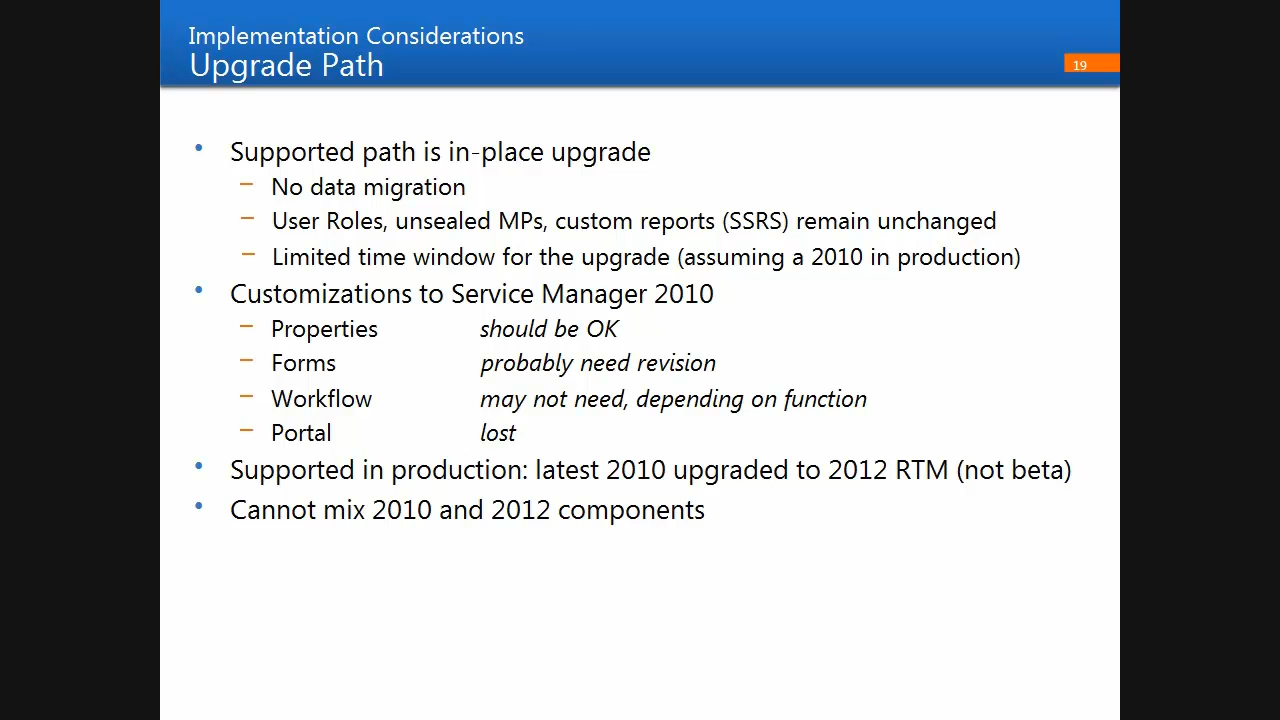 Implementation Considerations
Upgrade Path
19
• Supported path is in-place upgrade
– No data migration
– User Roles, unsealed MPs, custom reports (SSRS) remain unchanged
– Limited time window for the upgrade (assuming a 2010 in production)
• Customizations to Service Manager 2010
– Properties should be OK
– Forms probably need revision
– Workflow may not need, depending on function
– Portal lost
• Supported in production: latest 2010 upgraded to 2012 RTM (not beta)
• Cannot mix 2010 and 2012 components